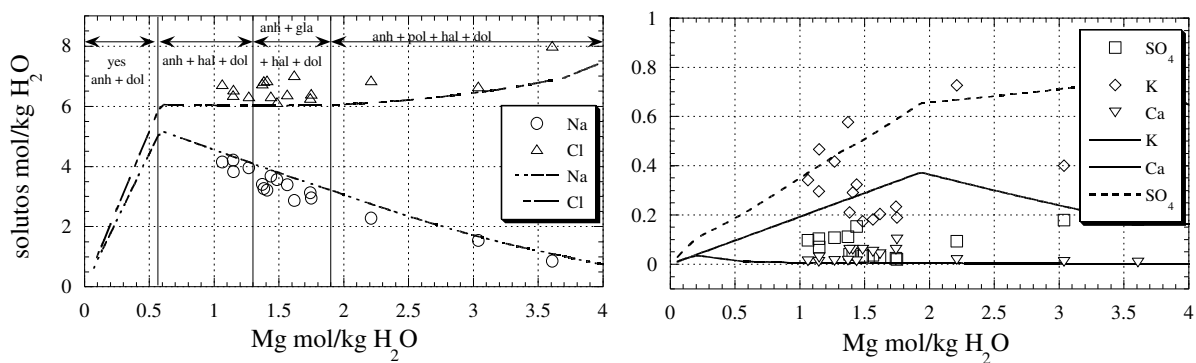 anh + gla
anh + pol + hal + dol
yes
anh + dol
anh + hal + dol
+ hal + dol
solutos mol/kg H₂O
8
6
4
2
0
Na
Cl
Na
Cl
0 0.5 1 1.5 2 2.5 3 3.5 4
Mg mol/kg H₂O
1
0.8
0.6
0.4
0.2
0
SO₄
K
Ca
K
Ca
SO₄
0 0.5 1 1.5 2 2.5 3 3.5 4
Mg mol/kg H₂O